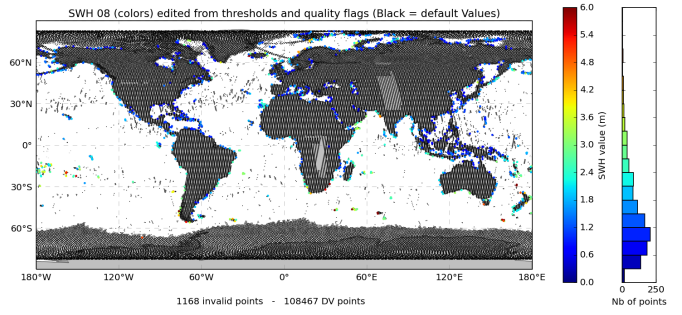 SWH 08 (colors) edited from thresholds and quality flags (Black = default Values)
60°N
30°N
0°
30°S
60°S
180°W 120°W 60°W 0° 60°E 120°E 180°E
1168 invalid points - 108467 DV points
6.0
5.4
4.8
4.2
3.6
3.0
2.4
1.8
1.2
0.6
0.0
SWH value (m)
0 250
Nb of points